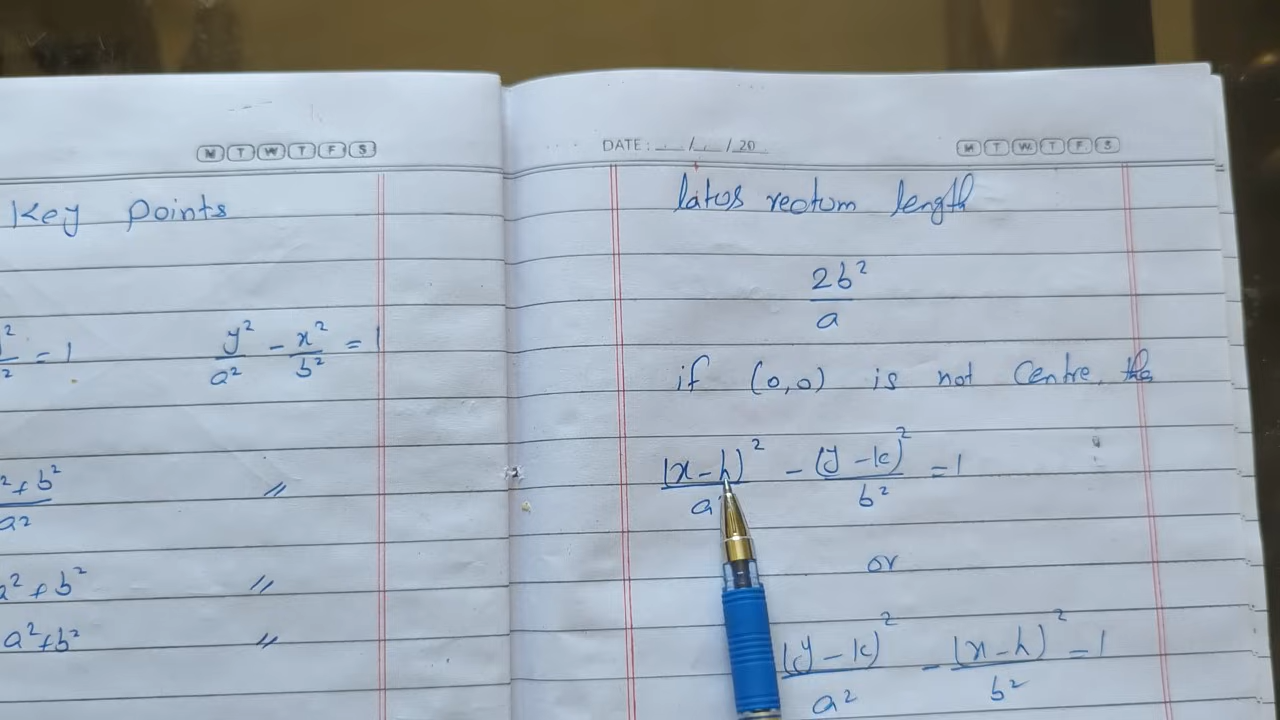 M T W T F S
Key Points
y²/2 = 1 y²/a² - x²/b² = 1
²+b²/a² //
a²+b² //
a²+b² //
DATE: / /20 M T W T F S
latus rectum length
2b²/a
if (0,0) is not Centre, the
(x-h)²/a² - (y-k)²/b² = 1
or
(y-k)²/a² - (x-h)²/b² = 1